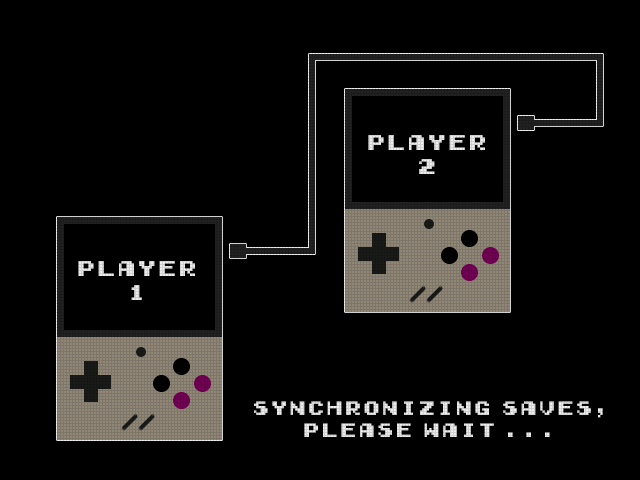 PLAYER
1
PLAYER
2
SYNCHRONIZING SAVES,
PLEASE WAIT ...